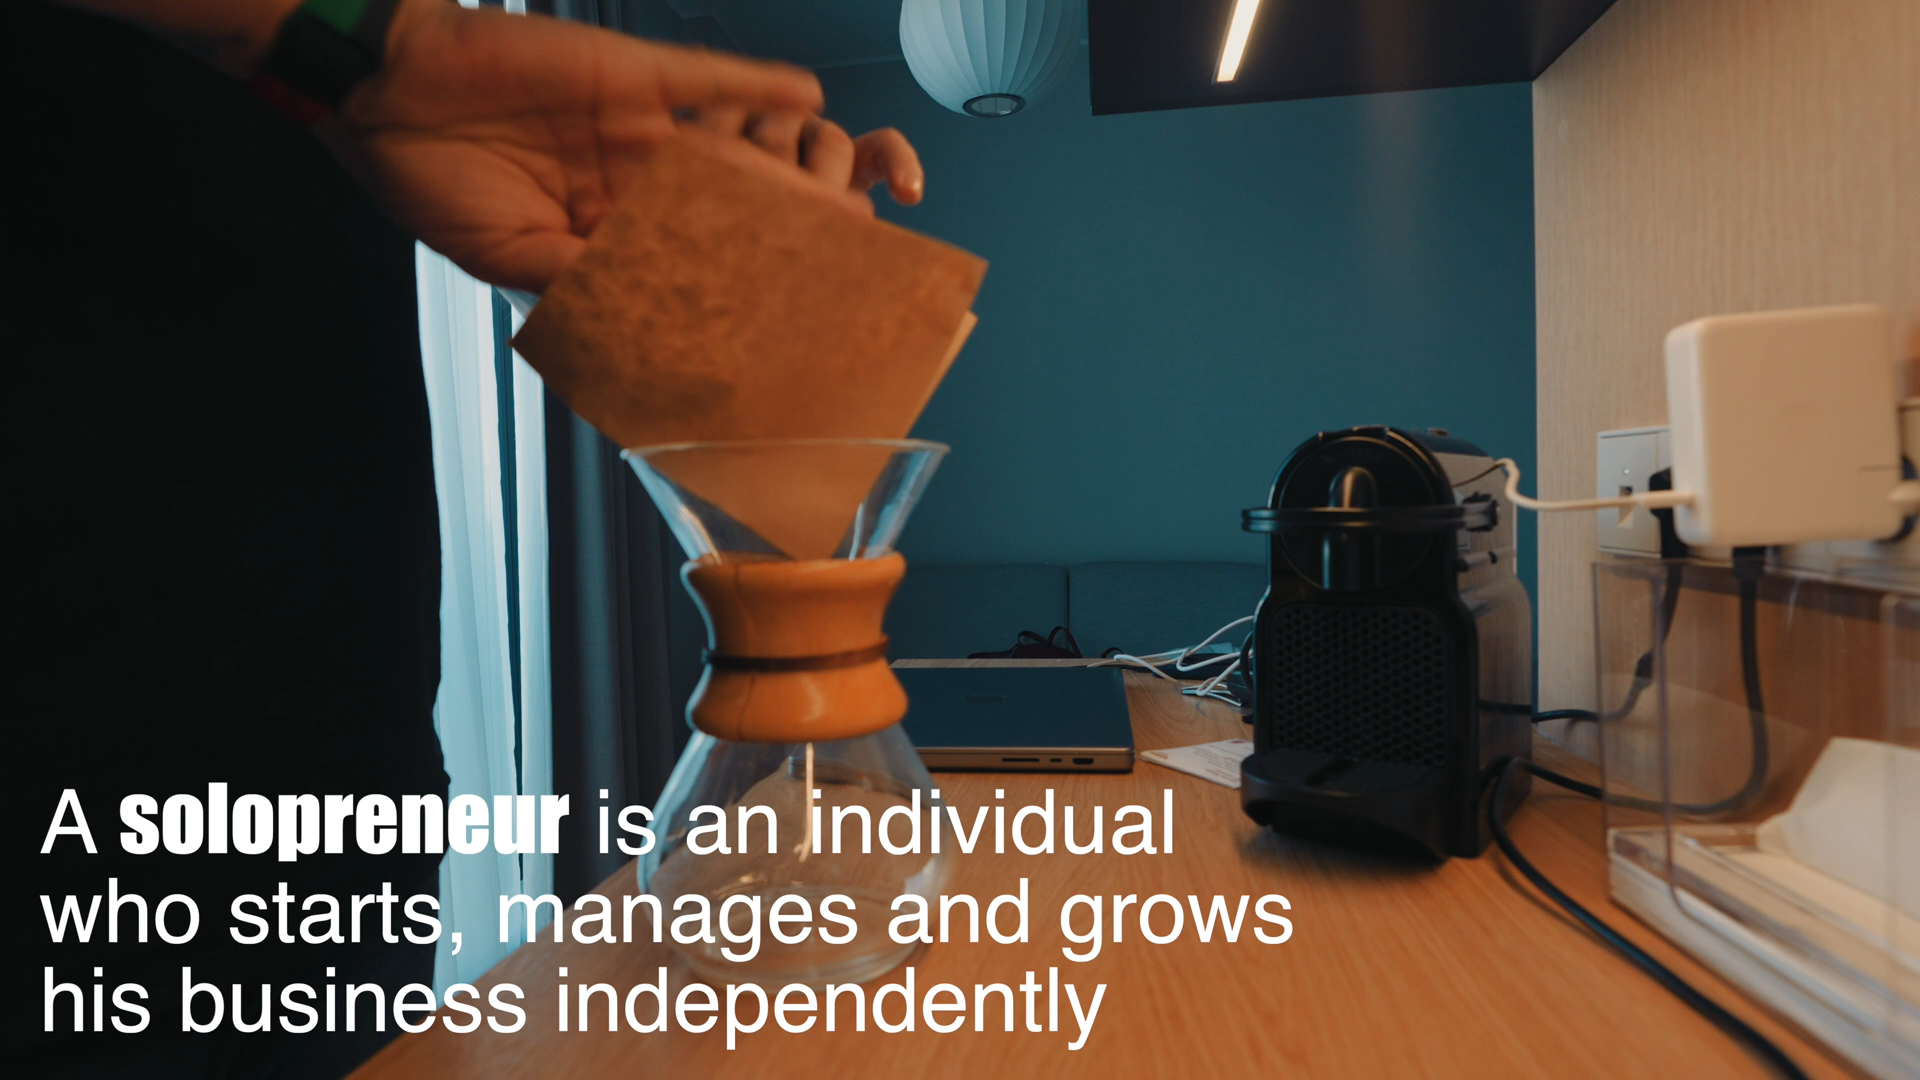 A solopreneur is an individual
who starts, manages and grows
his business independently